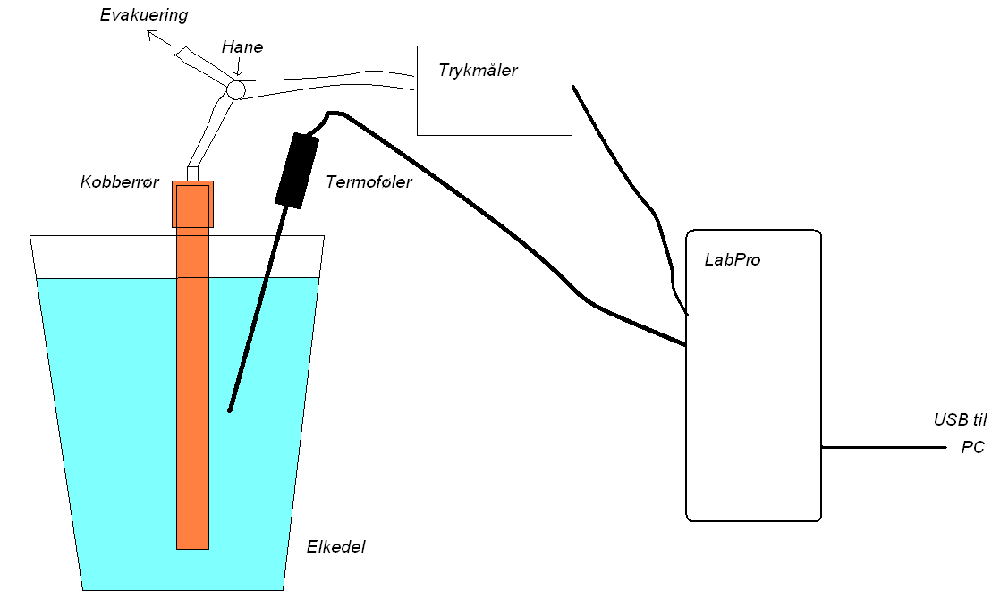 Evakuering
Hane
Trykmåler
Kobberrør
Termoføler
LabPro
USB til
PC
Elkedel